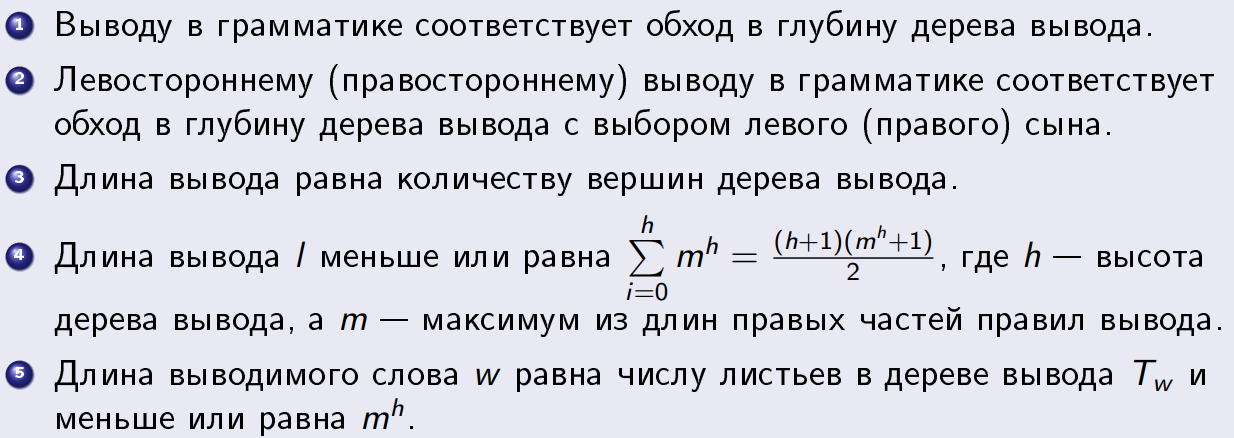 1 Выводу в грамматике соответствует обход в глубину дерева вывода.
2 Левостороннему (правостороннему) выводу в грамматике соответствует
обход в глубину дерева вывода с выбором левого (правого) сына.
3 Длина вывода равна количеству вершин дерева вывода.
4 Длина вывода l меньше или равна \sum_{i=0}^{h} m^h = \frac{(h+1)(m^h+1)}{2}, где h — высота
дерева вывода, а m — максимум из длин правых частей правил вывода.
5 Длина выводимого слова w равна числу листьев в дереве вывода T_w и
меньше или равна m^h.